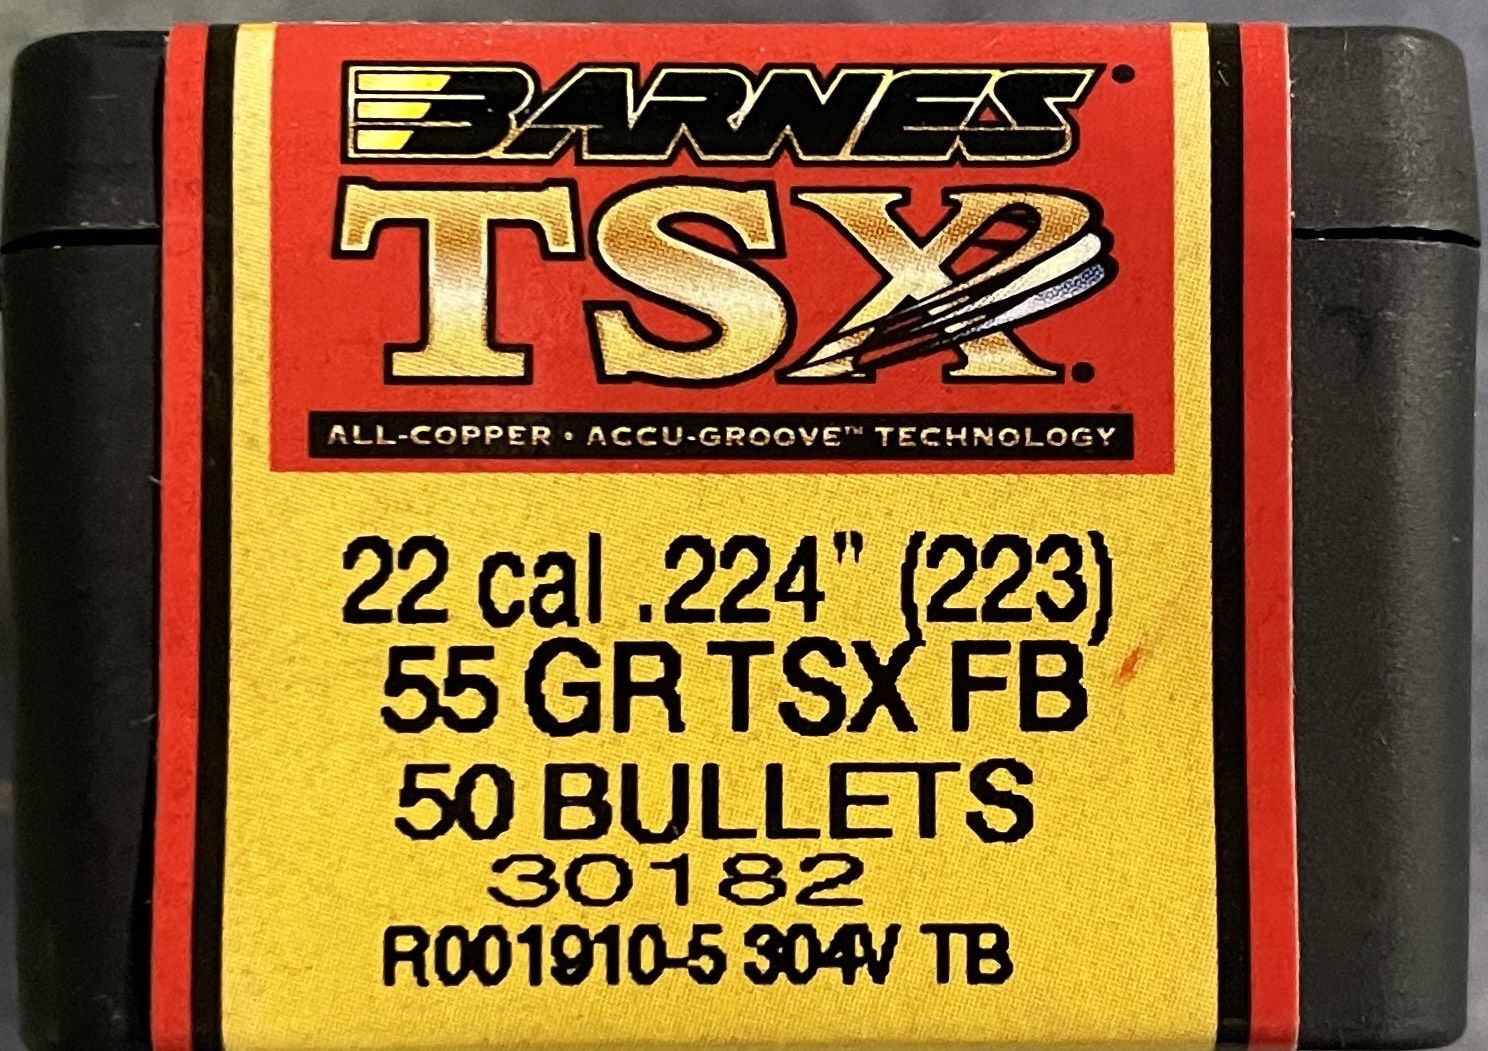 BARNES
TSX
ALL-COPPER • ACCU-GROOVE™ TECHNOLOGY
22 cal .224" (223)
55 GR TSX FB
50 BULLETS
30182
R001910-5 304V TB